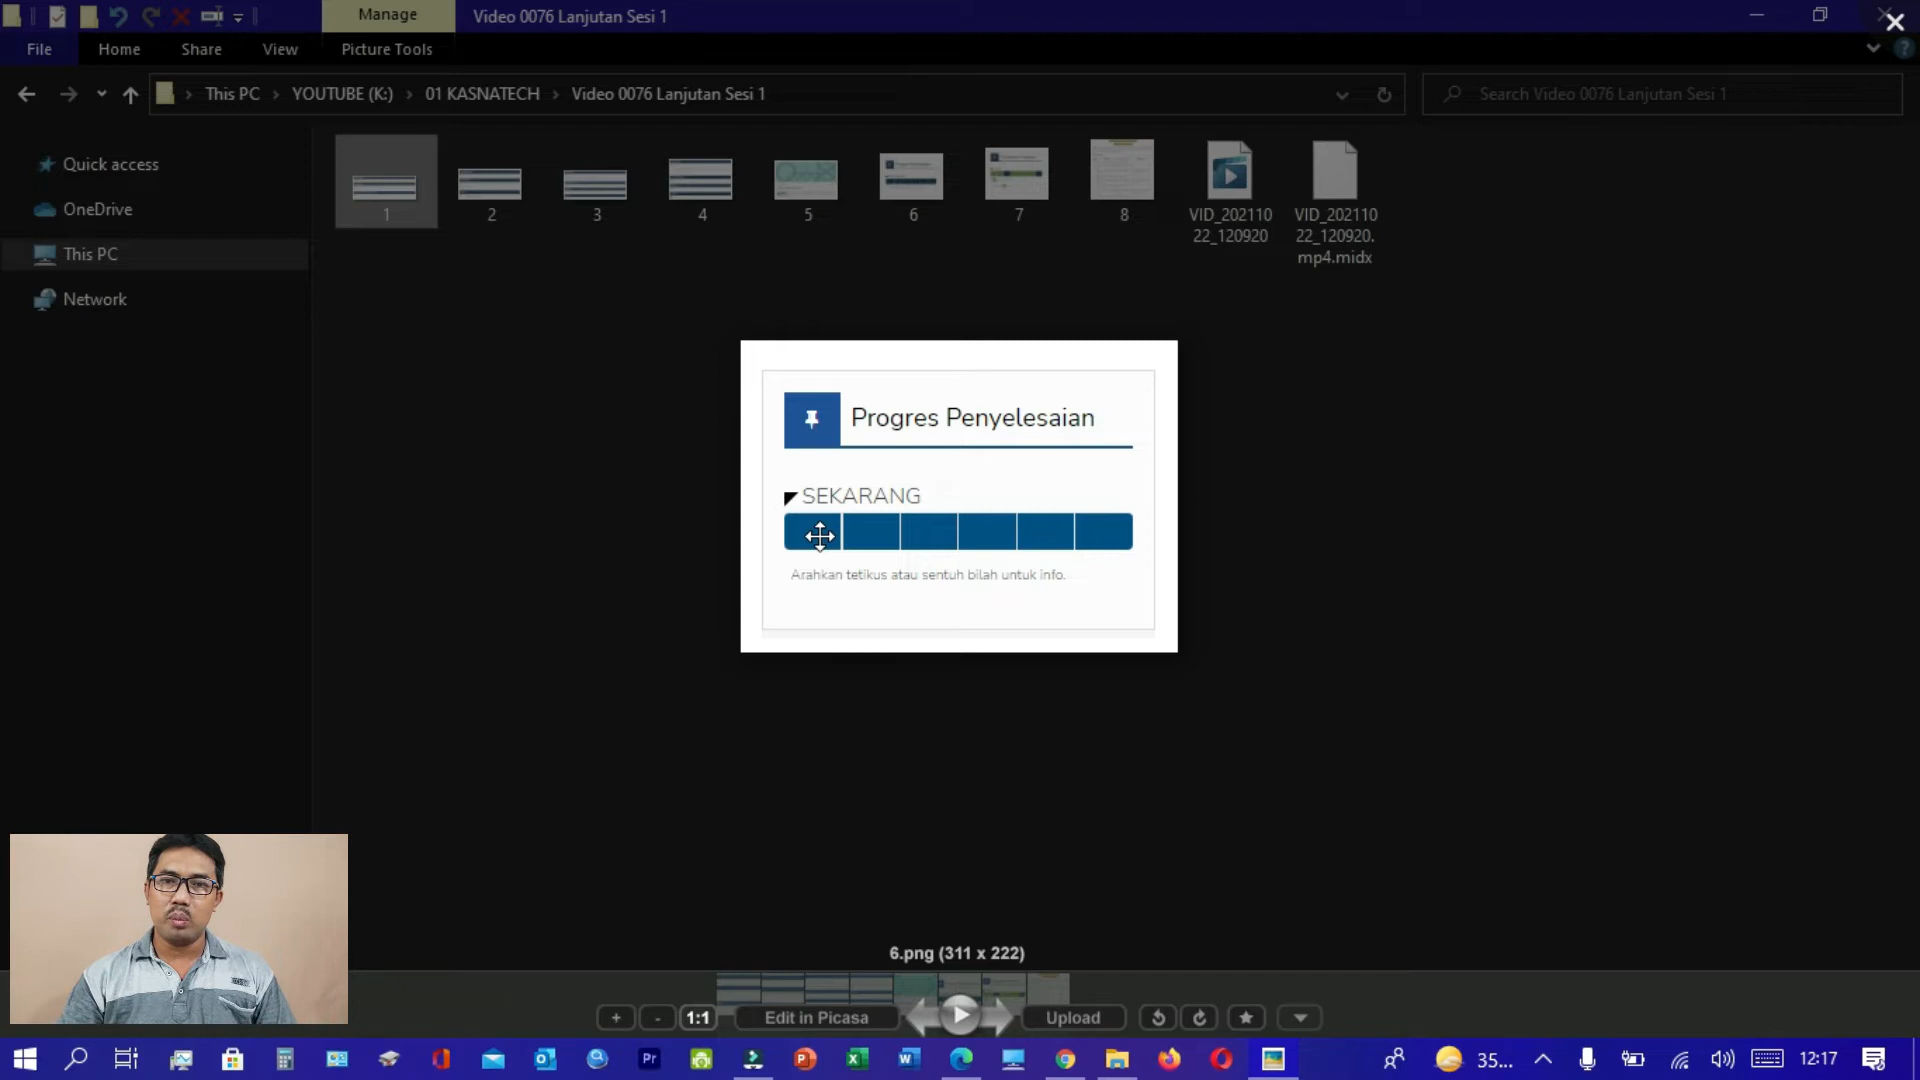 Manage
Video 0076 Lanjutan Sesi 1
File
Home
Share
View
Picture Tools
This PC
YOUTUBE (K:)
01 KASNATECH
Video 0076 Lanjutan Sesi 1
Search Video 0076 Lanjutan Sesi 1
Quick access
OneDrive
This PC
Network
1
2
3
4
5
6
7
8
VID_202110
22_120920
VID_202110
22_120920.
mp4.midx
Progres Penyelesaian
SEKARANG
Arahkan tetikus atau sentuh bilah untuk info.
6.png (311 x 222)
+
-
1:1
Edit in Picasa
Upload
Pr
35...
12:17